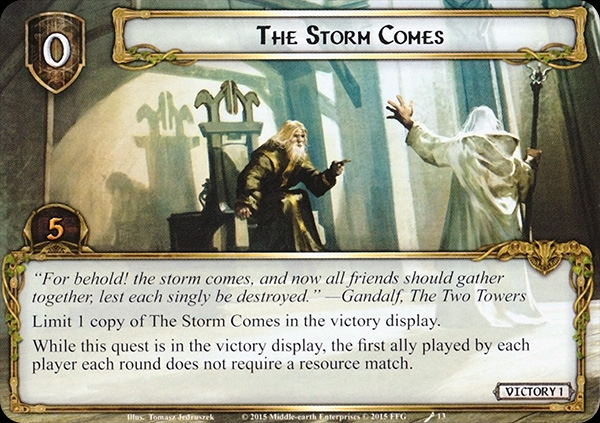 0
THE STORM COMES
5
"For behold! the storm comes, and now all friends should gather
together, lest each singly be destroyed." —Gandalf, The Two Towers
Limit 1 copy of The Storm Comes in the victory display.
While this quest is in the victory display, the first ally played by each
player each round does not require a resource match.
VICTORY 1
Illus. Tomasz Jedruszek © 2015 Middle-earth Enterprises © 2015 FFG 13